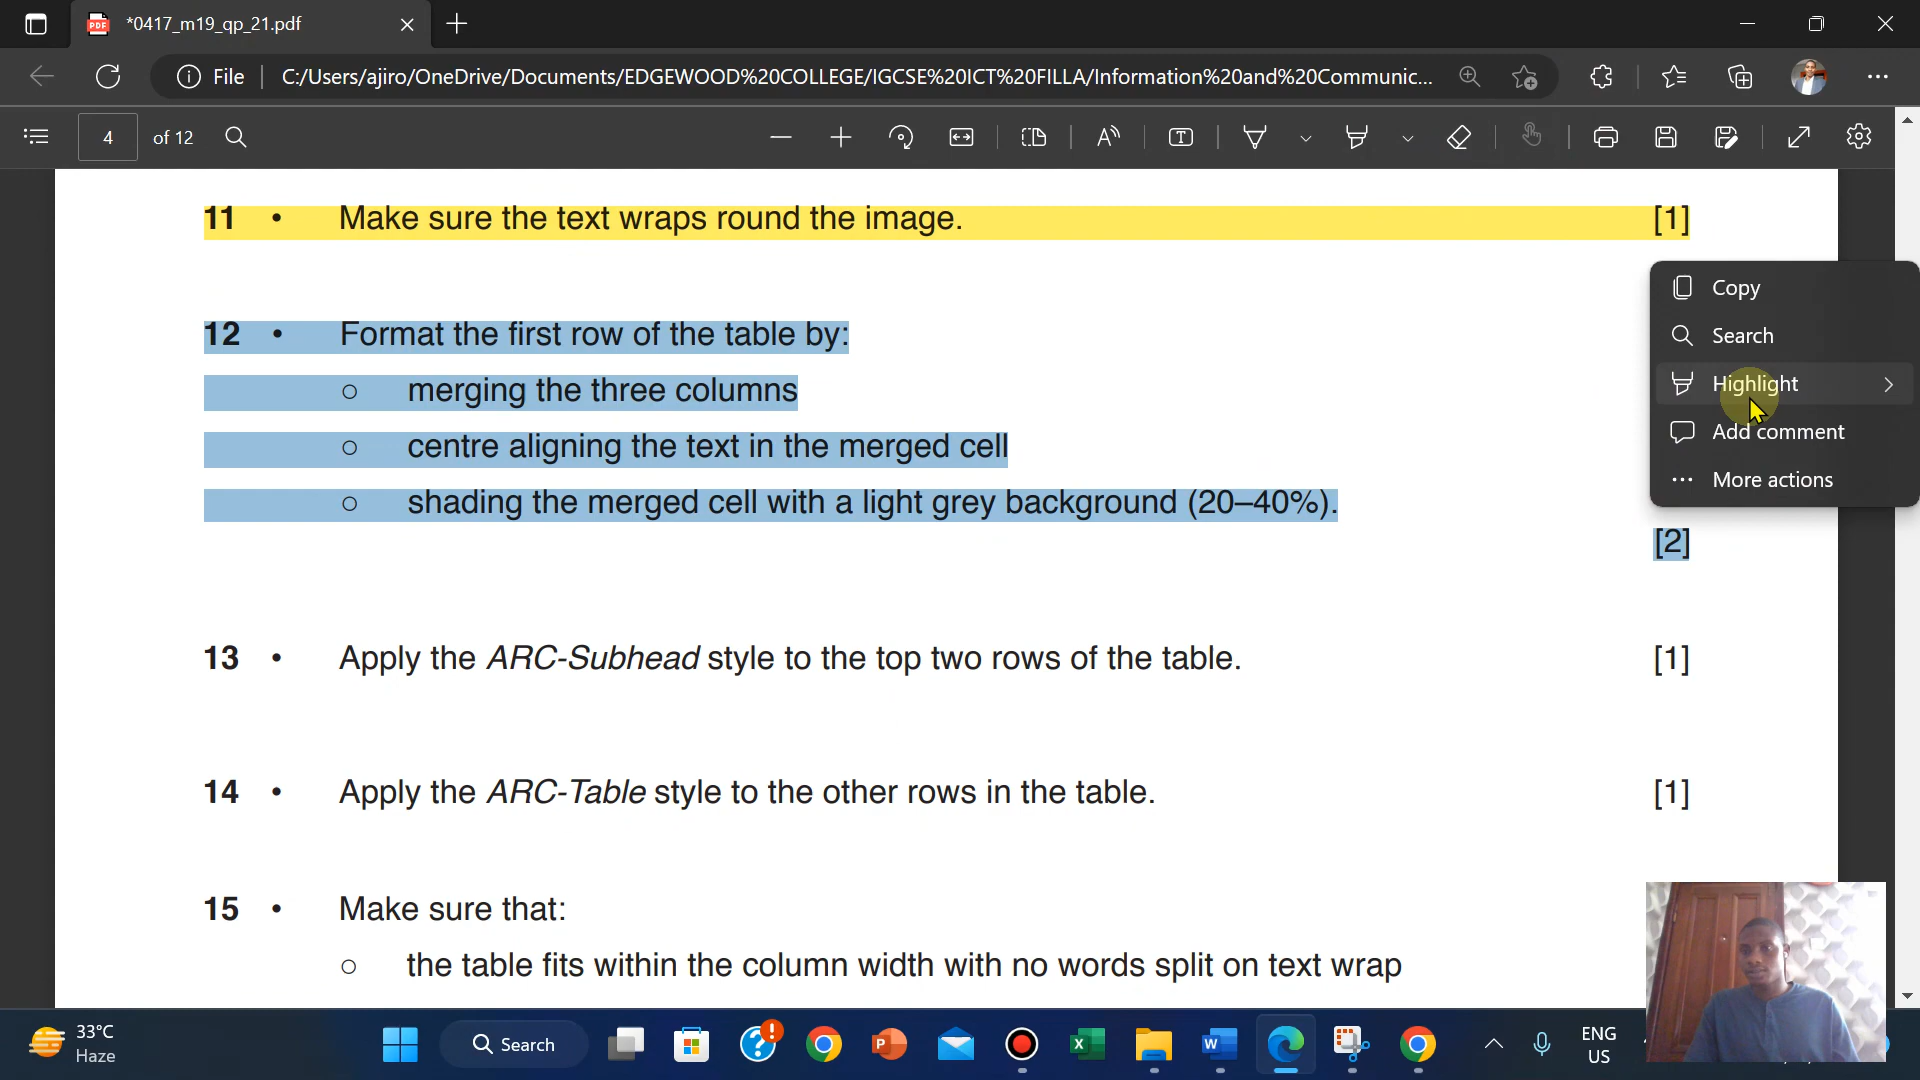 *0417_m19_qp_21.pdf
File
C:/Users/ajiro/OneDrive/Documents/EDGEWOOD%20COLLEGE/IGCSE%20ICT%20FILLA/Information%20and%20Communic...
4 of 12
11 • Make sure the text wraps round the image. [1]
12 • Format the first row of the table by:
○ merging the three columns
○ centre aligning the text in the merged cell
○ shading the merged cell with a light grey background (20–40%).
[2]
13 • Apply the ARC-Subhead style to the top two rows of the table. [1]
14 • Apply the ARC-Table style to the other rows in the table. [1]
15 • Make sure that:
○ the table fits within the column width with no words split on text wrap
Copy
Search
Highlight
Add comment
More actions
33°C
Haze
Search
ENG
US